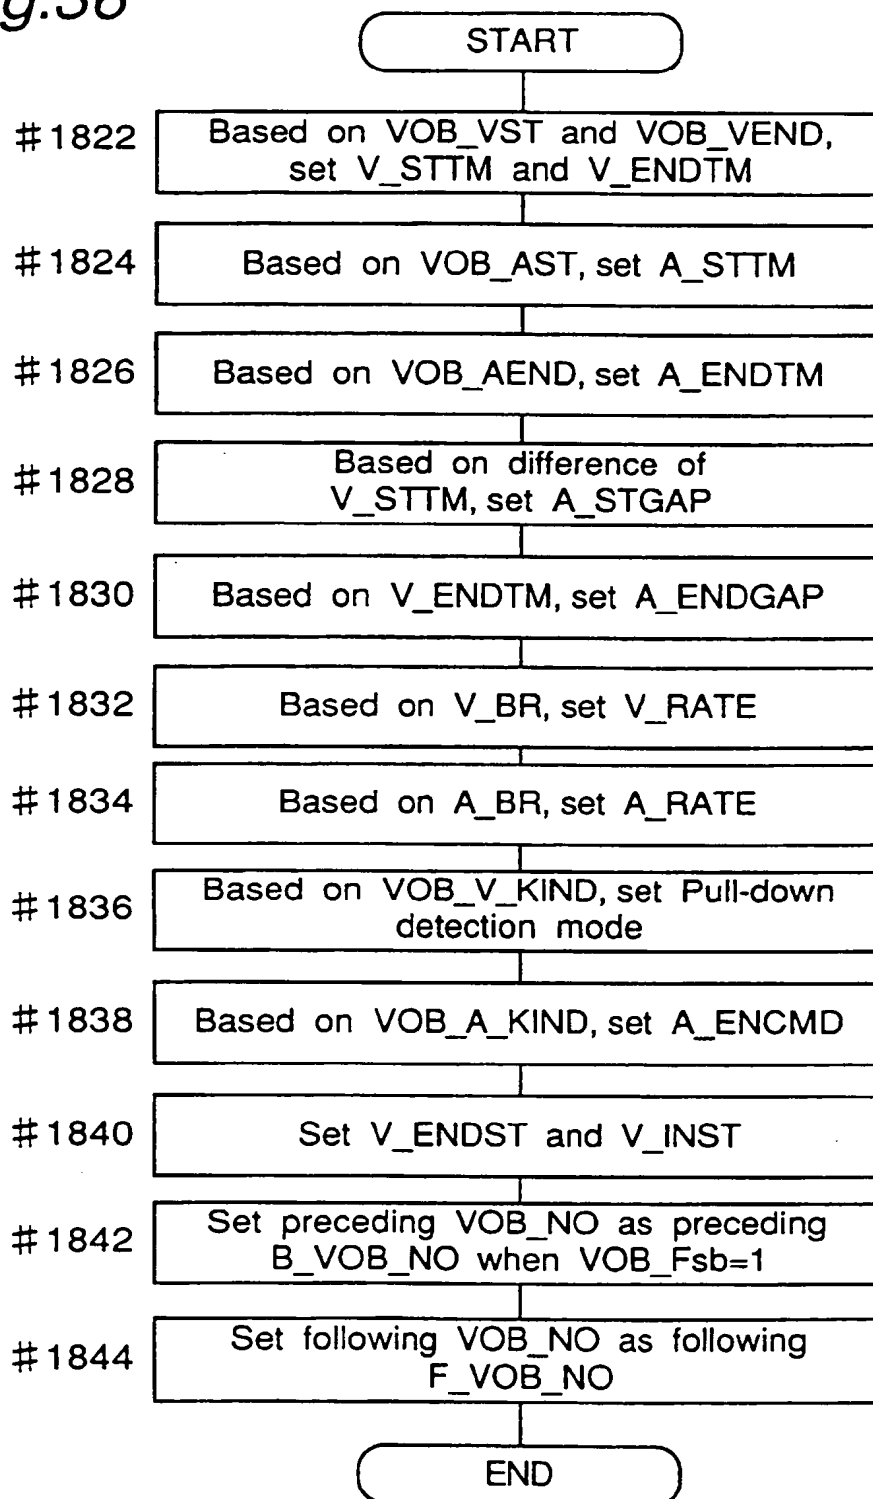 g.36
START
#1822
Based on VOB_VST and VOB_VEND,
set V_STTM and V_ENDTM
#1824
Based on VOB_AST, set A_STTM
#1826
Based on VOB_AEND, set A_ENDTM
#1828
Based on difference of
V_STTM, set A_STGAP
#1830
Based on V_ENDTM, set A_ENDGAP
#1832
Based on V_BR, set V_RATE
#1834
Based on A_BR, set A_RATE
#1836
Based on VOB_V_KIND, set Pull-down
detection mode
#1838
Based on VOB_A_KIND, set A_ENCMD
#1840
Set V_ENDST and V_INST
#1842
Set preceding VOB_NO as preceding
B_VOB_NO when VOB_Fsb=1
#1844
Set following VOB_NO as following
F_VOB_NO
END